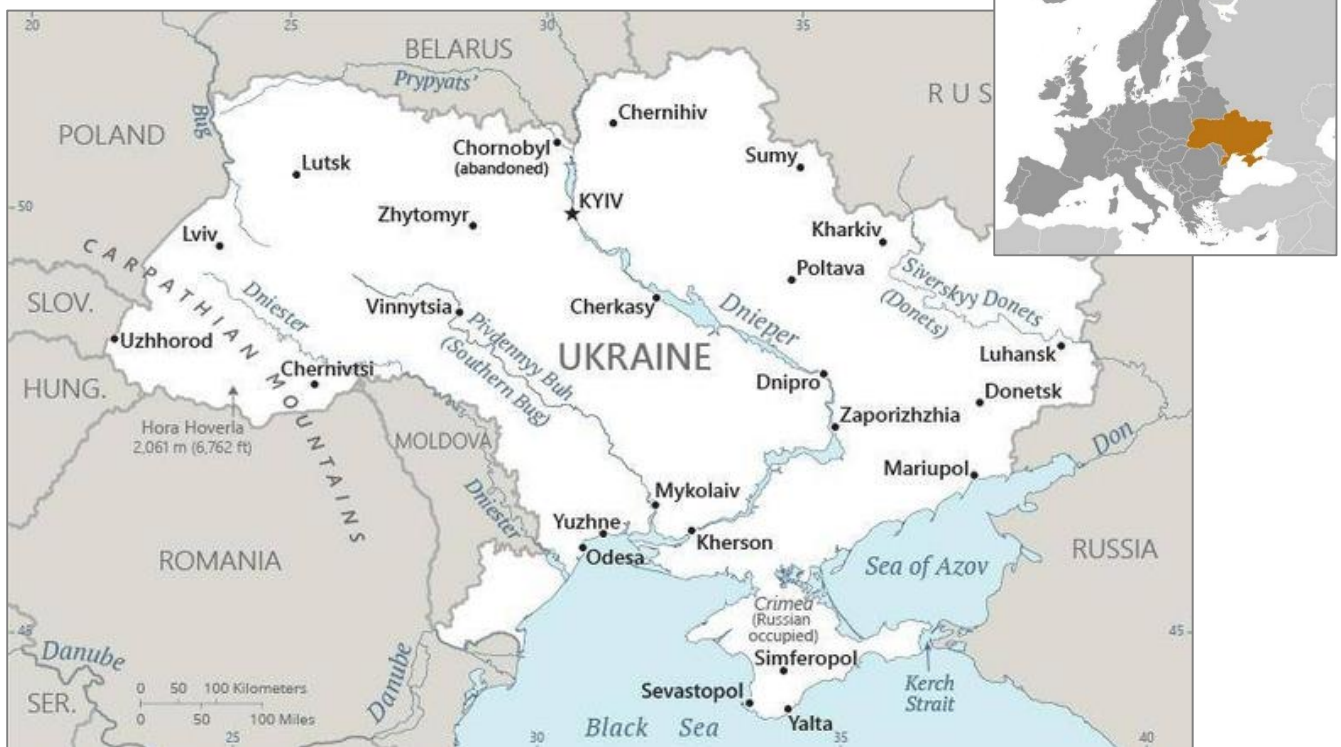 20
25
30
35
BELARUS
Prypyats'
RUS
POLAND
Bug
Chernihiv
Chornobyl
(abandoned)
Sumy
Lutsk
50
KYIV
Zhytomyr
Lviv
Kharkiv
CARPATHIAN MOUNTAINS
Poltava
Siverskyy Donets
(Donets)
SLOV.
Dniester
Vinnytsia
Cherkasy
Dnieper
Pivdennyy Buh
(Southern Bug)
Uzhhorod
UKRAINE
Luhansk
Chernivtsi
Dnipro
Donetsk
HUNG.
Zaporizhzhia
Hora Hoverla
2,061 m (6,762 ft)
MOLDOVA
Don
Mariupol
Dniester
Mykolaiv
Yuzhne
Kherson
Odesa
ROMANIA
Sea of Azov
RUSSIA
Crimea
(Russian
occupied)
45
45
Danube
Simferopol
Danube
0 50 100 Kilometers
0 50 100 Miles
SER.
Sevastopol
Kerch
Strait
Yalta
Black Sea
25
30
35
40